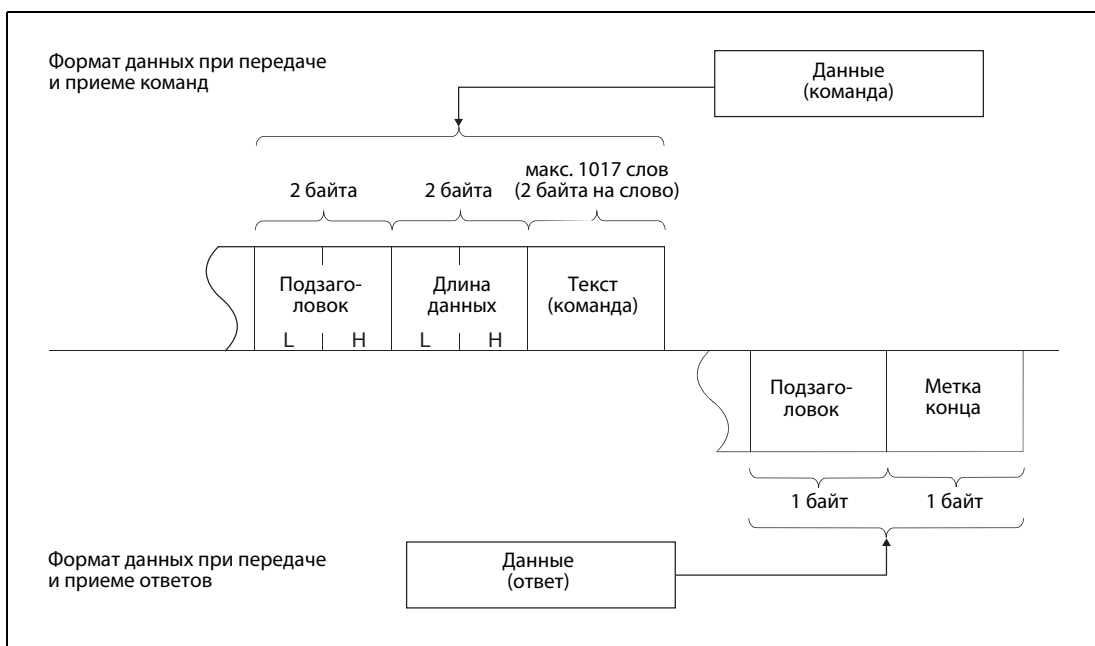 Формат данных при передаче
и приеме команд
Данные
(команда)
макс. 1017 слов
2 байта 2 байта (2 байта на слово)
Подзаго-
ловок
Длина
данных
Текст
(команда)
L H L H
Подзаго-
ловок
Метка
конца
1 байт 1 байт
Формат данных при передаче
и приеме ответов
Данные
(ответ)